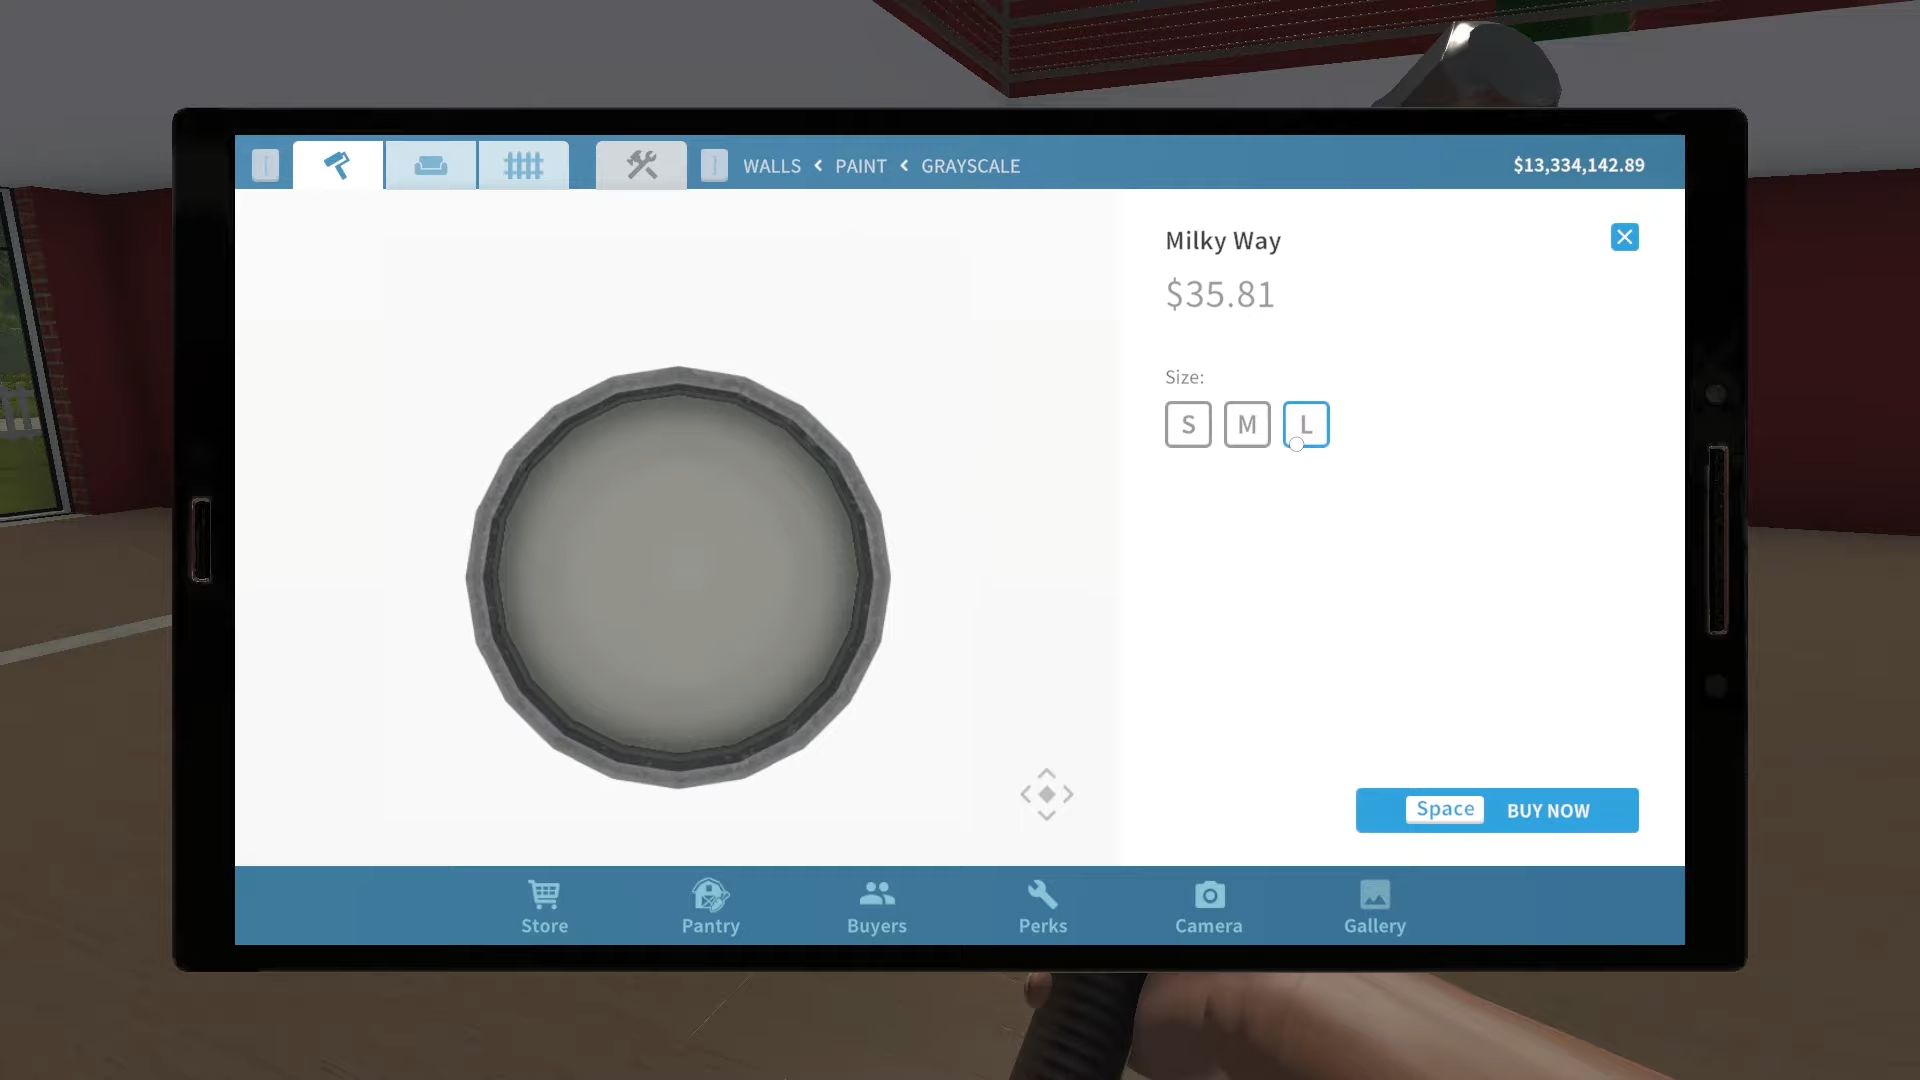 WALLS < PAINT < GRAYSCALE
$13,334,142.89
Milky Way
$35.81
Size:
S M L
Space BUY NOW
Store Pantry Buyers Perks Camera Gallery